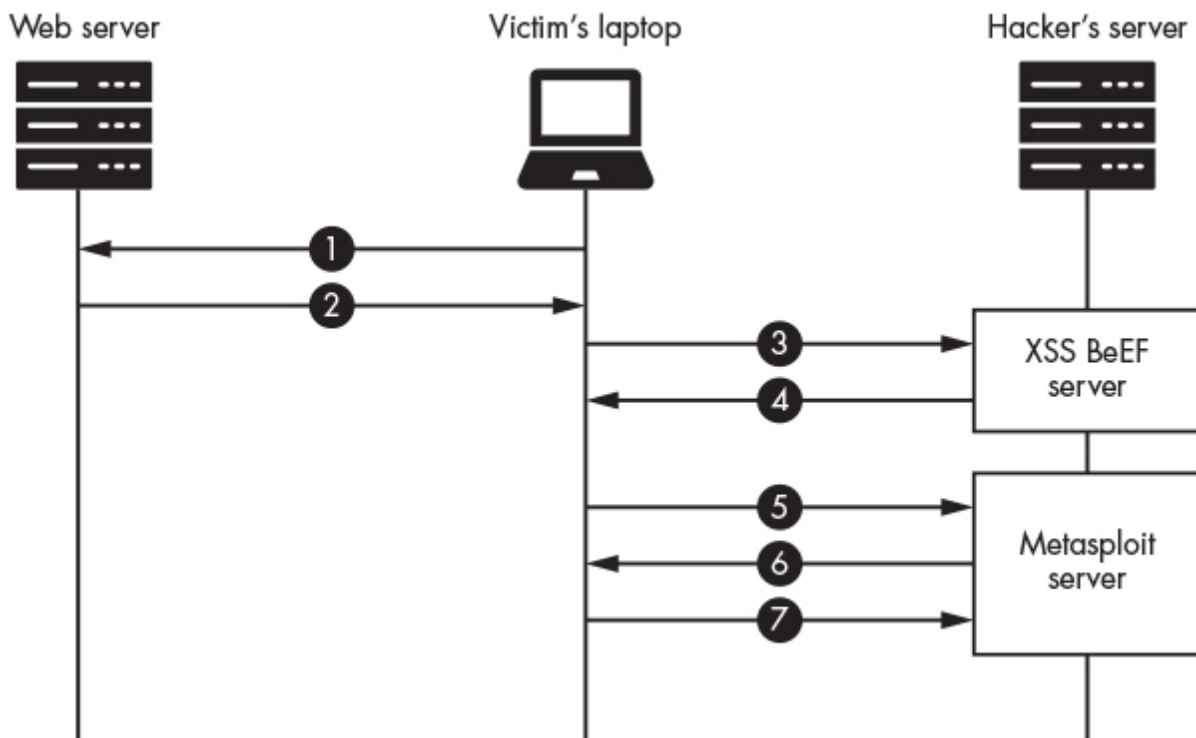 Web server
Victim's laptop
Hacker's server
1
2
3
XSS BeEF
server
4
5
Metasploit
server
6
7